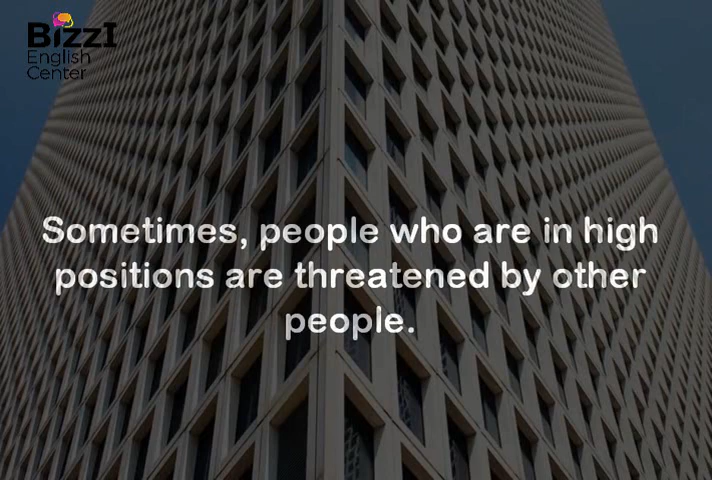 BizzI
English
Center
Sometimes, people who are in high
positions are threatened by other
people.